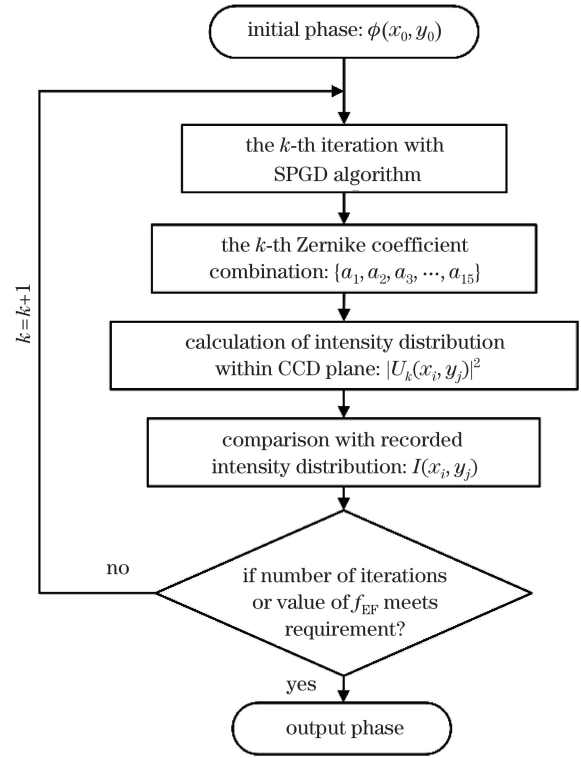 initial phase: ϕ(x₀, y₀)
the k-th iteration with
SPGD algorithm
the k-th Zernike coefficient
combination: {a₁, a₂, a₃, ⋯, a₁₅}
calculation of intensity distribution
within CCD plane: |Uₖ(xᵢ, yⱼ)|²
comparison with recorded
intensity distribution: I(xᵢ, yⱼ)
k=k+1
no
if number of iterations
or value of f_EF meets
requirement?
yes
output phase